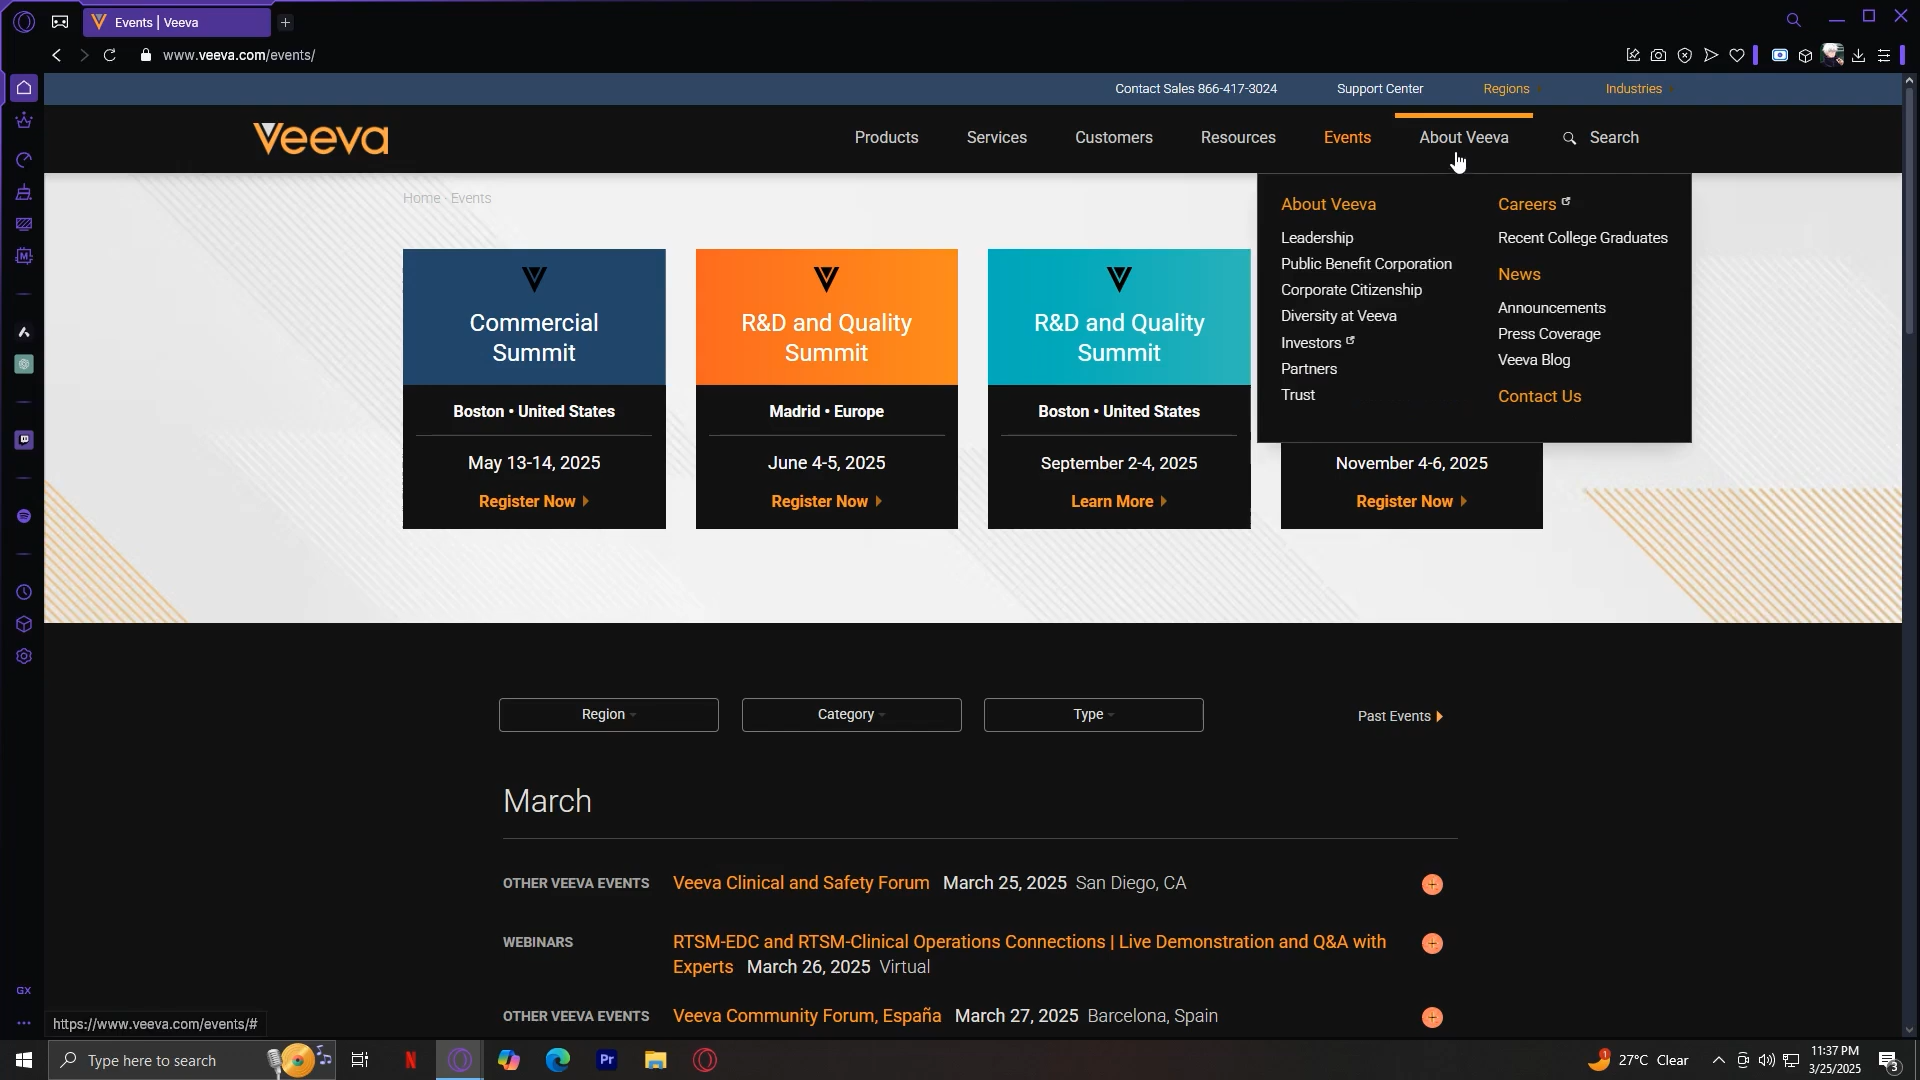 Events | Veeva
www.veeva.com/events/
Contact Sales 866-417-3024
Support Center
Regions
Industries
Veeva
Products
Services
Customers
Resources
Events
About Veeva
Search
Home · Events
Commercial
Summit
Boston • United States
May 13-14, 2025
Register Now
R&D and Quality
Summit
Madrid • Europe
June 4-5, 2025
Register Now
R&D and Quality
Summit
Boston • United States
September 2-4, 2025
Learn More
November 4-6, 2025
Register Now
About Veeva
Leadership
Public Benefit Corporation
Corporate Citizenship
Diversity at Veeva
Investors
Partners
Trust
Careers
Recent College Graduates
News
Announcements
Press Coverage
Veeva Blog
Contact Us
Region
Category
Type
Past Events
March
OTHER VEEVA EVENTS
Veeva Clinical and Safety Forum March 25, 2025 San Diego, CA
WEBINARS
RTSM-EDC and RTSM-Clinical Operations Connections | Live Demonstration and Q&A with
Experts March 26, 2025 Virtual
OTHER VEEVA EVENTS
Veeva Community Forum, España March 27, 2025 Barcelona, Spain
GX
https://www.veeva.com/events/#
Type here to search
Pr
1
27°C Clear
11:37 PM
3/25/2025
3